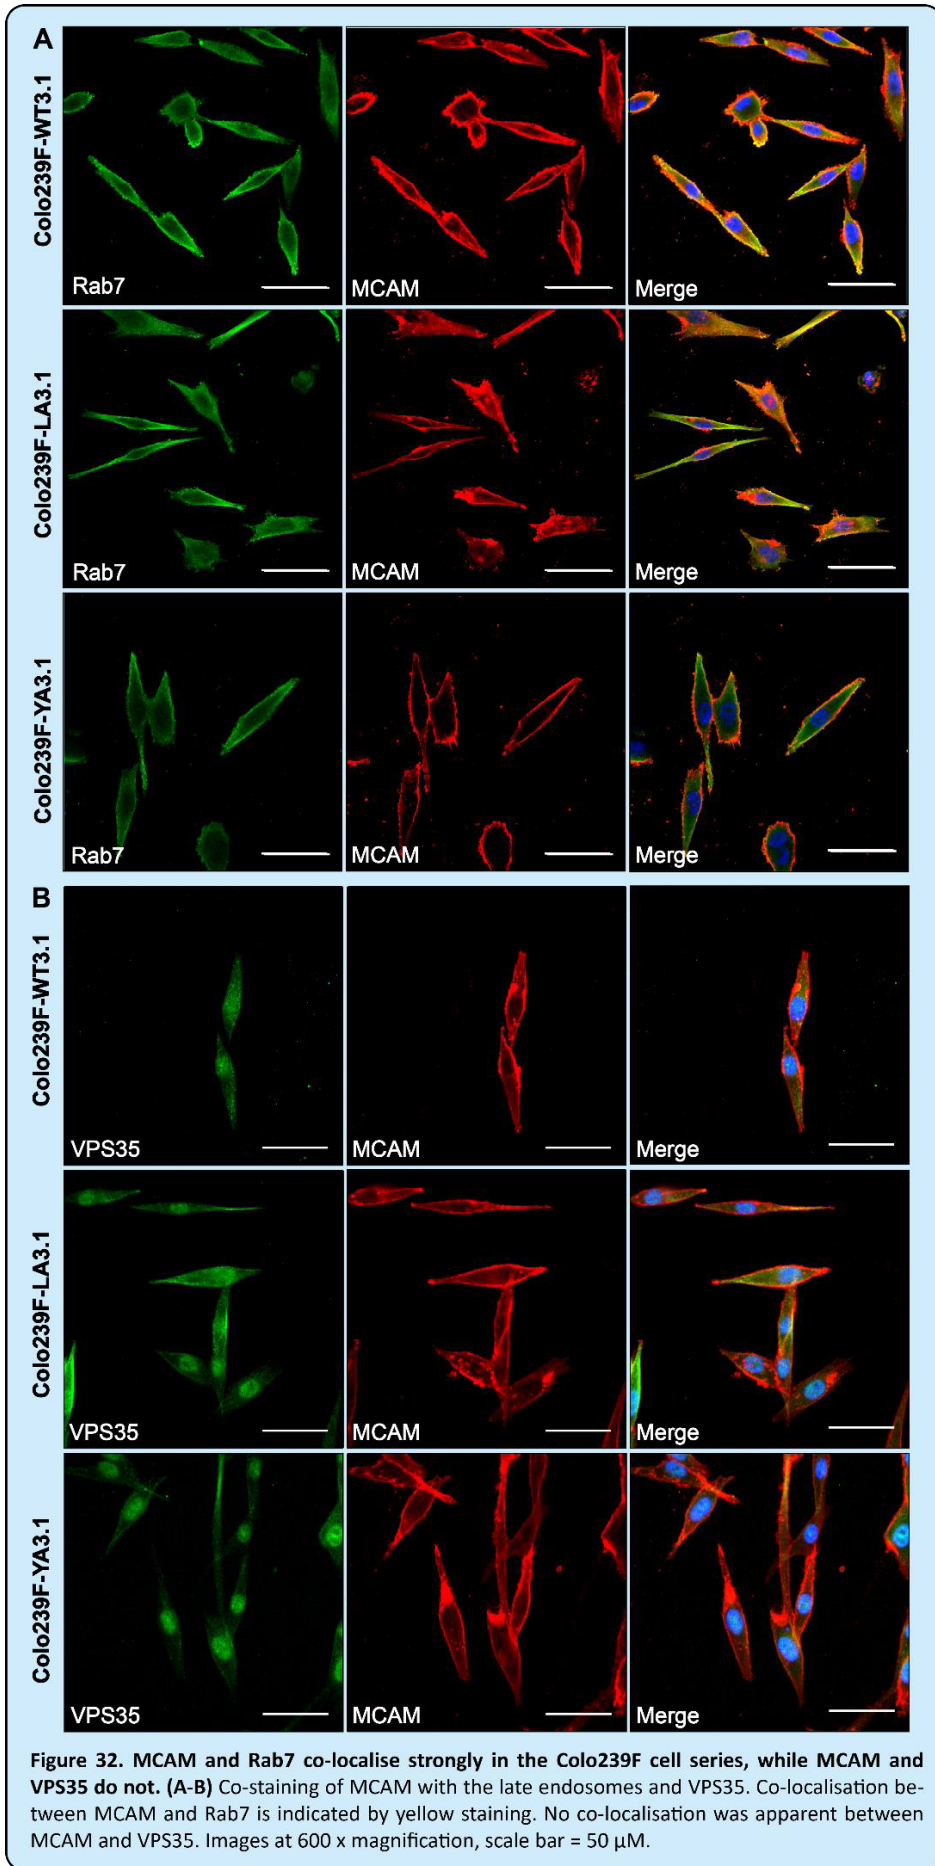 A
Colo239F-WT3.1
Rab7
MCAM
Merge
Colo239F-LA3.1
Rab7
MCAM
Merge
Colo239F-YA3.1
Rab7
MCAM
Merge
B
Colo239F-WT3.1
VPS35
MCAM
Merge
Colo239F-LA3.1
VPS35
MCAM
Merge
Colo239F-YA3.1
VPS35
MCAM
Merge
Figure 32. MCAM and Rab7 co-localise strongly in the Colo239F cell series, while MCAM and
VPS35 do not. (A-B) Co-staining of MCAM with the late endosomes and VPS35. Co-localisation be-
tween MCAM and Rab7 is indicated by yellow staining. No co-localisation was apparent between
MCAM and VPS35. Images at 600 x magnification, scale bar = 50 μM.